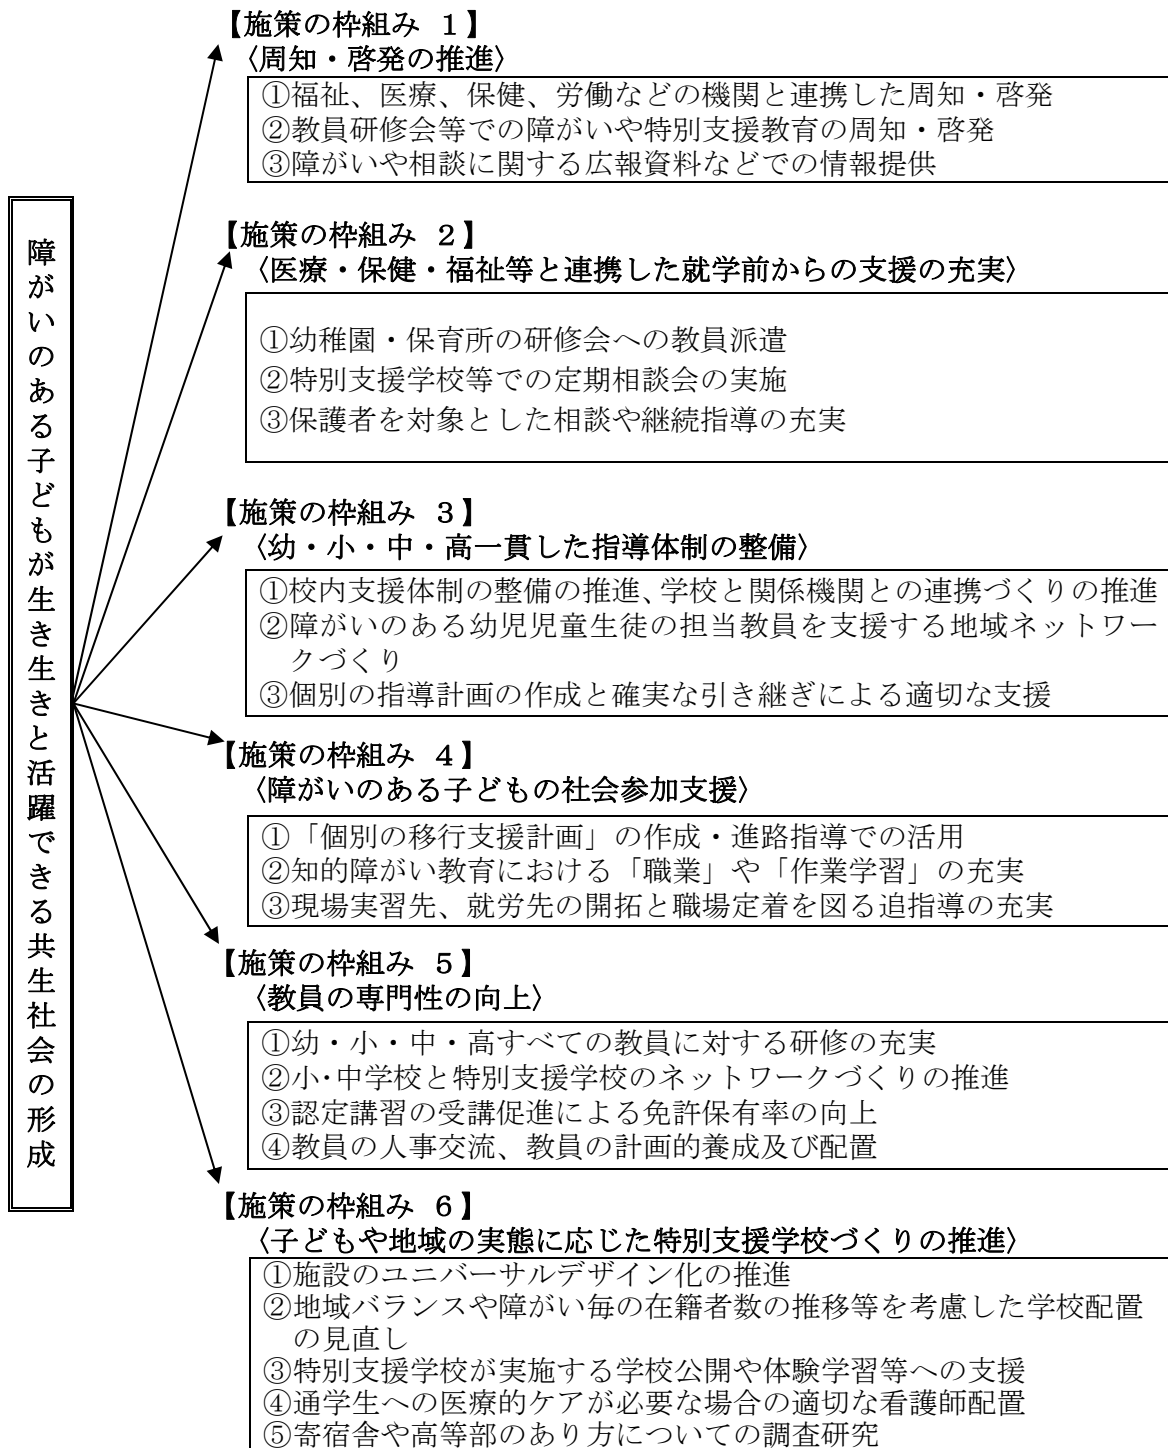 障がいのある子どもが生き生きと活躍できる共生社会の形成
【施策の枠組み １】
〈周知・啓発の推進〉
①福祉、医療、保健、労働などの機関と連携した周知・啓発
②教員研修会等での障がいや特別支援教育の周知・啓発
③障がいや相談に関する広報資料などでの情報提供
【施策の枠組み ２】
〈医療・保健・福祉等と連携した就学前からの支援の充実〉
①幼稚園・保育所の研修会への教員派遣
②特別支援学校等での定期相談会の実施
③保護者を対象とした相談や継続指導の充実
【施策の枠組み ３】
〈幼・小・中・高一貫した指導体制の整備〉
①校内支援体制の整備の推進、学校と関係機関との連携づくりの推進
②障がいのある幼児児童生徒の担当教員を支援する地域ネットワー
クづくり
③個別の指導計画の作成と確実な引き継ぎによる適切な支援
【施策の枠組み ４】
〈障がいのある子どもの社会参加支援〉
①「個別の移行支援計画」の作成・進路指導での活用
②知的障がい教育における「職業」や「作業学習」の充実
③現場実習先、就労先の開拓と職場定着を図る追指導の充実
【施策の枠組み ５】
〈教員の専門性の向上〉
①幼・小・中・高すべての教員に対する研修の充実
②小・中学校と特別支援学校のネットワークづくりの推進
③認定講習の受講促進による免許保有率の向上
④教員の人事交流、教員の計画的養成及び配置
【施策の枠組み ６】
〈子どもや地域の実態に応じた特別支援学校づくりの推進〉
①施設のユニバーサルデザイン化の推進
②地域バランスや障がい毎の在籍者数の推移等を考慮した学校配置
の見直し
③特別支援学校が実施する学校公開や体験学習等への支援
④通学生への医療的ケアが必要な場合の適切な看護師配置
⑤寄宿舎や高等部のあり方についての調査研究